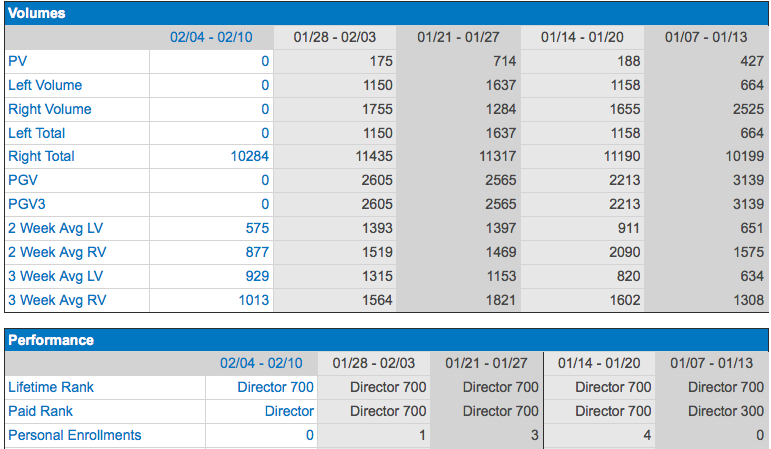 Volumes
02/04 - 02/10 01/28 - 02/03 01/21 - 01/27 01/14 - 01/20 01/07 - 01/13
PV 0 175 714 188 427
Left Volume 0 1150 1637 1158 664
Right Volume 0 1755 1284 1655 2525
Left Total 0 1150 1637 1158 664
Right Total 10284 11435 11317 11190 10199
PGV 0 2605 2565 2213 3139
PGV3 0 2605 2565 2213 3139
2 Week Avg LV 575 1393 1397 911 651
2 Week Avg RV 877 1519 1469 2090 1575
3 Week Avg LV 929 1315 1153 820 634
3 Week Avg RV 1013 1564 1821 1602 1308
Performance
02/04 - 02/10 01/28 - 02/03 01/21 - 01/27 01/14 - 01/20 01/07 - 01/13
Lifetime Rank Director 700 Director 700 Director 700 Director 700 Director 700
Paid Rank Director Director 700 Director 700 Director 700 Director 300
Personal Enrollments 0 1 3 4 0